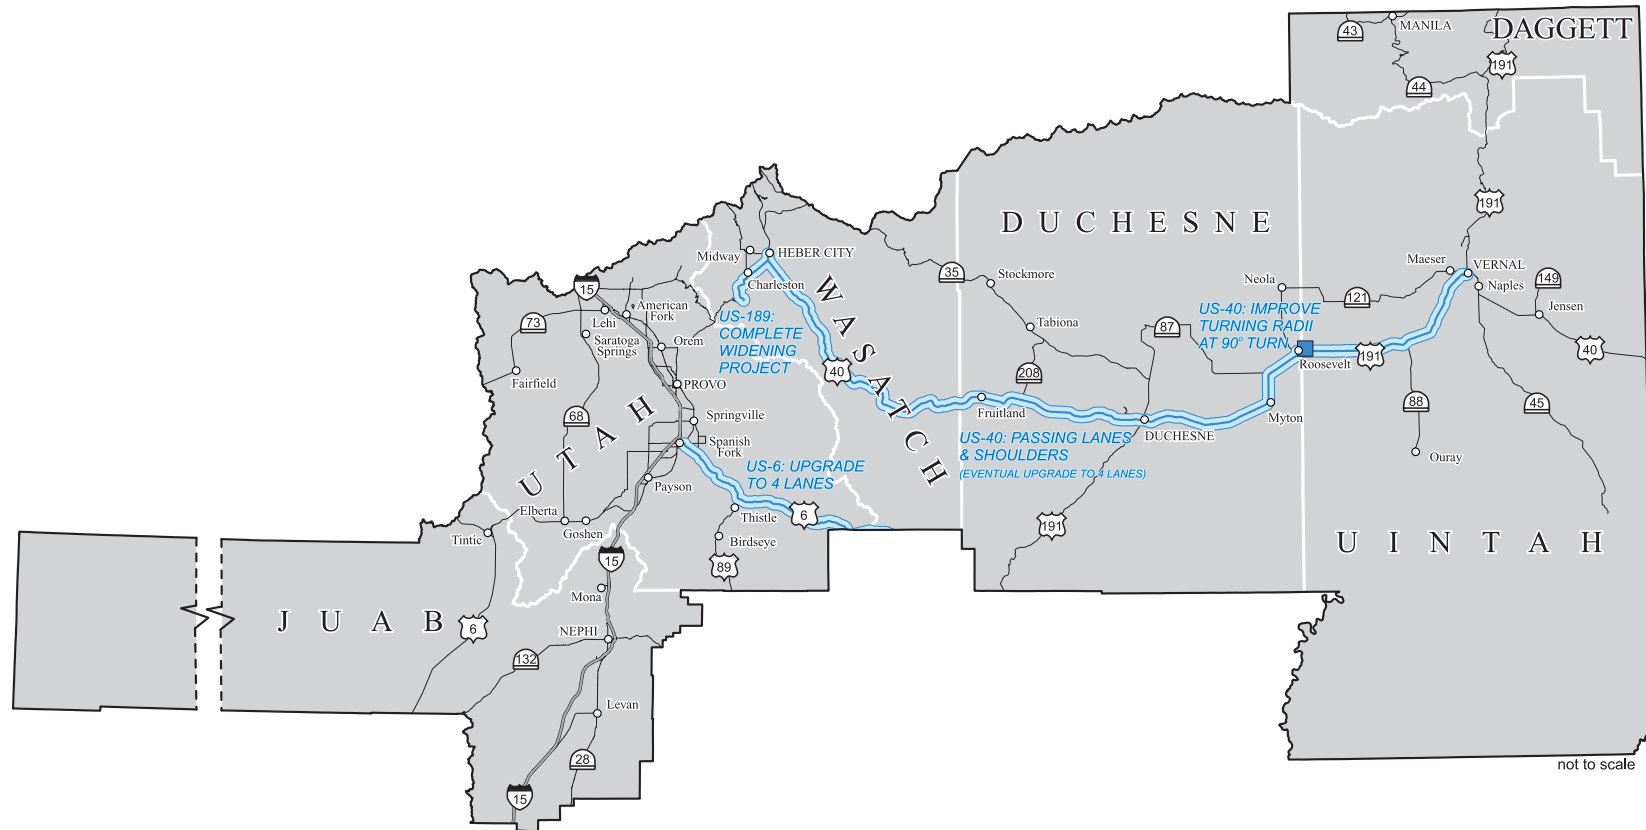 MANILA
DAGGETT
43
191
44
191
DUCHESNE
Midway
HEBER CITY
Charleston
WASATCH
35
Stockmore
Neola
Maeser
VERNAL
Naples
149
121
Jensen
15
American
Fork
Lehi
73
Saratoga
Springs
Orem
Fairfield
PROVO
US-189:
COMPLETE
WIDENING
PROJECT
40
Tabiona
87
US-40: IMPROVE
TURNING RADII
AT 90° TURN
Roosevelt
191
40
208
68
UTAH
Springville
Spanish
Fork
Fruitland
DUCHESNE
Myton
88
45
US-40: PASSING LANES
& SHOULDERS
(EVENTUAL UPGRADE TO 4 LANES)
US-6: UPGRADE
TO 4 LANES
Ouray
Payson
Elberta
Goshen
Thistle
6
191
Tintic
Birdseye
89
15
UINTAH
Mona
JUAB
6
NEPHI
132
Levan
28
15
not to scale